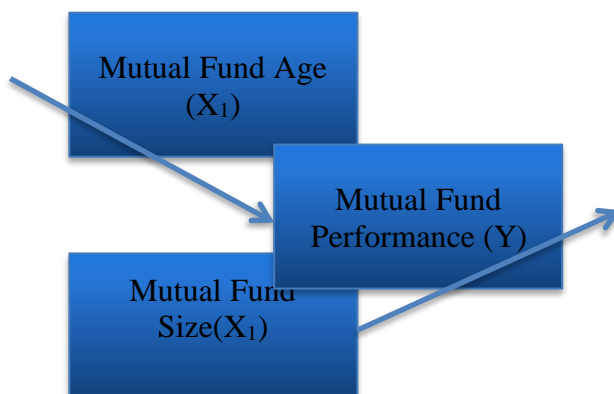 Mutual Fund Age
(X₁)
Mutual Fund
Performance (Y)
Mutual Fund
Size(X₁)